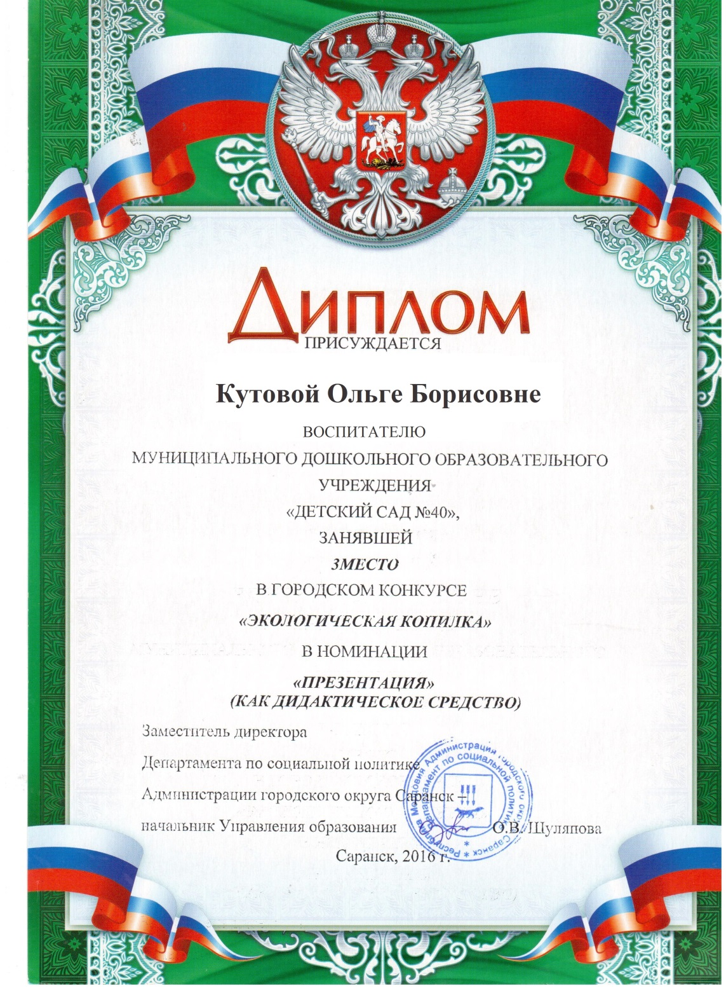 Диплом
ПРИСУЖДАЕТСЯ
Кутовой Ольге Борисовне
ВОСПИТАТЕЛЮ
МУНИЦИПАЛЬНОГО ДОШКОЛЬНОГО ОБРАЗОВАТЕЛЬНОГО
УЧРЕЖДЕНИЯ
«ДЕТСКИЙ САД №40»,
ЗАНЯВШЕЙ
3МЕСТО
В ГОРОДСКОМ КОНКУРСЕ
«ЭКОЛОГИЧЕСКАЯ КОПИЛКА»
В НОМИНАЦИИ
«ПРЕЗЕНТАЦИЯ»
(КАК ДИДАКТИЧЕСКОЕ СРЕДСТВО)
Заместитель директора
Департамента по социальной политике
Администрации городского округа Саранск –
начальник Управления образования О.В. Шуляпова
Саранск, 2016 г.
Республика Мордовия Администрация городского округа Саранск
Департамент по социальной политике